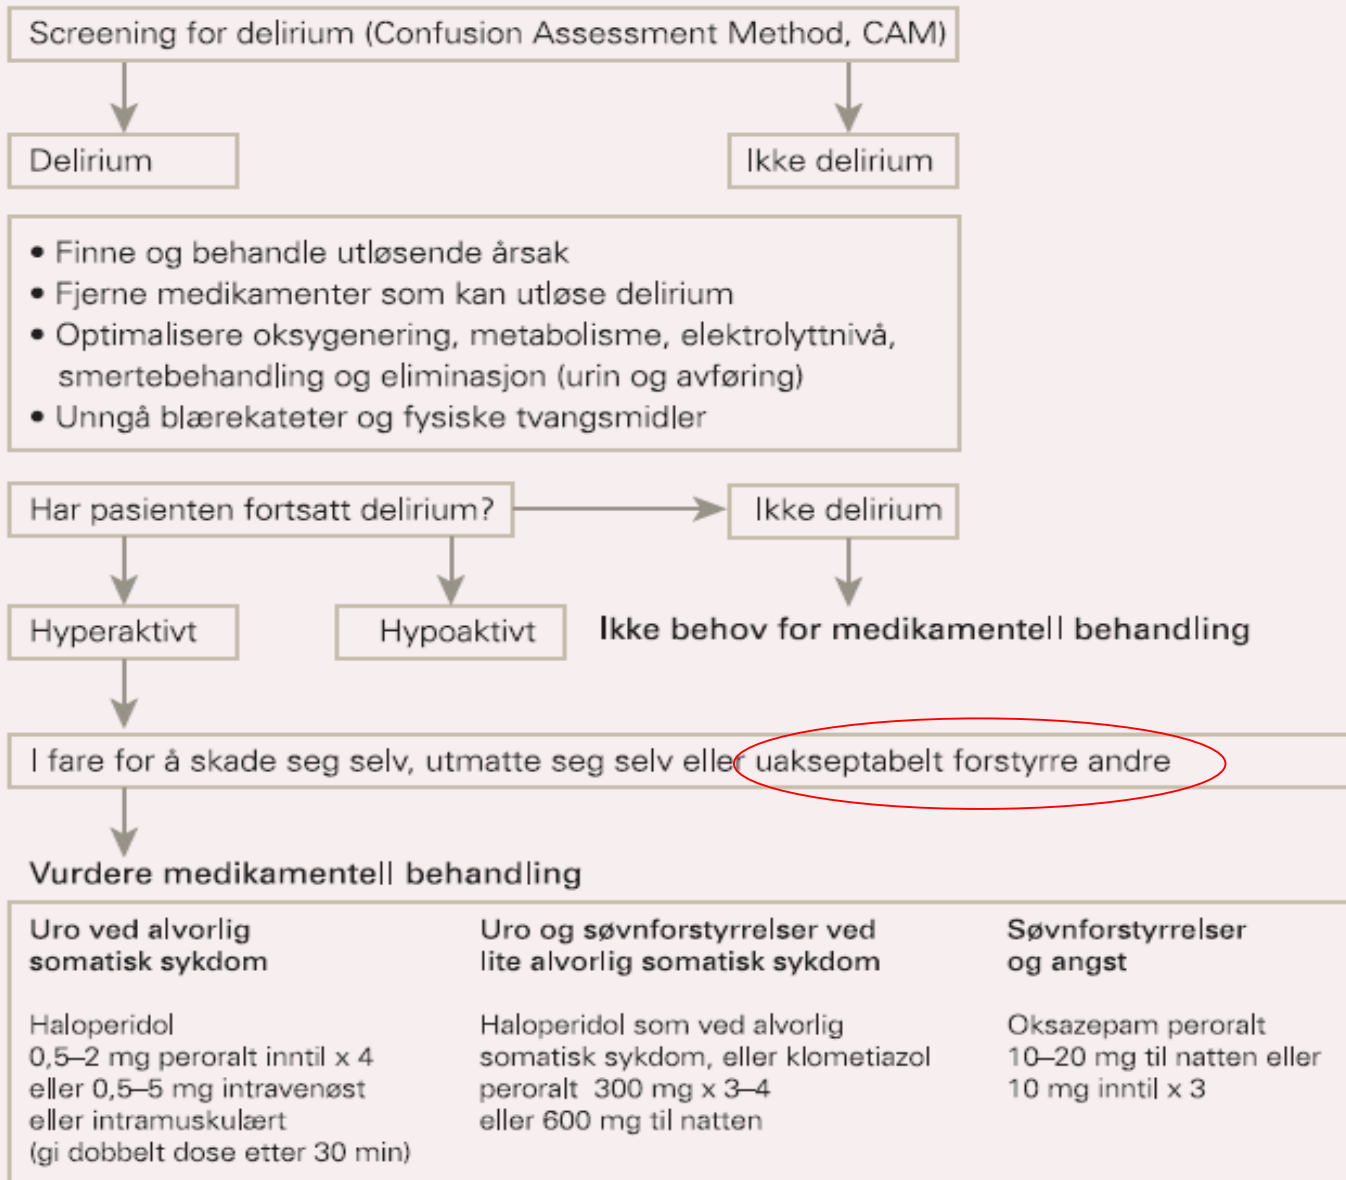 Screening for delirium (Confusion Assessment Method, CAM)
Delirium
Ikke delirium
• Finne og behandle utløsende årsak
• Fjerne medikamenter som kan utløse delirium
• Optimalisere oksygenering, metabolisme, elektrolyttnivå,
smertebehandling og eliminasjon (urin og avføring)
• Unngå blærekateter og fysiske tvangsmidler
Har pasienten fortsatt delirium?
Ikke delirium
Hyperaktivt
Hypoaktivt
Ikke behov for medikamentell behandling
I fare for å skade seg selv, utmatte seg selv eller uakseptabelt forstyrre andre
Vurdere medikamentell behandling
Uro ved alvorlig
somatisk sykdom
Haloperidol
0,5–2 mg peroralt inntil x 4
eller 0,5–5 mg intravenøst
eller intramuskulært
(gi dobbelt dose etter 30 min)
Uro og søvnforstyrrelser ved
lite alvorlig somatisk sykdom
Haloperidol som ved alvorlig
somatisk sykdom, eller klometiazol
peroralt 300 mg x 3–4
eller 600 mg til natten
Søvnforstyrrelser
og angst
Oksazepam peroralt
10–20 mg til natten eller
10 mg inntil x 3